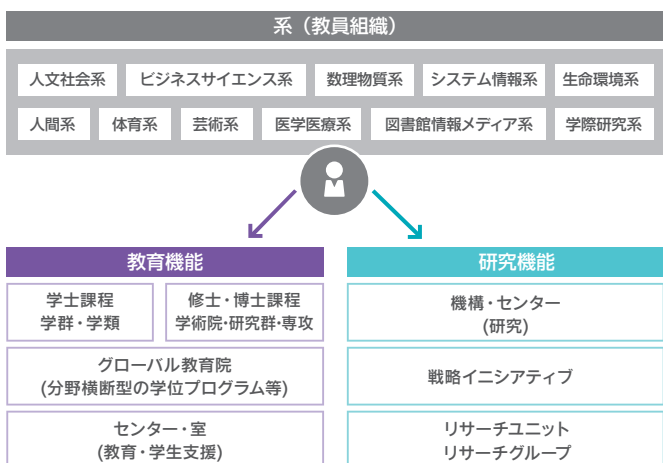 系（教員組織）
人文社会系
ビジネスサイエンス系
数理物質系
システム情報系
生命環境系
人間系
体育系
芸術系
医学医療系
図書館情報メディア系
学際研究系
教育機能
学士課程
学群・学類
修士・博士課程
学術院・研究群・専攻
グローバル教育院
(分野横断型の学位プログラム等)
センター・室
(教育・学生支援)
研究機能
機構・センター
(研究)
戦略イニシアティブ
リサーチユニット
リサーチグループ